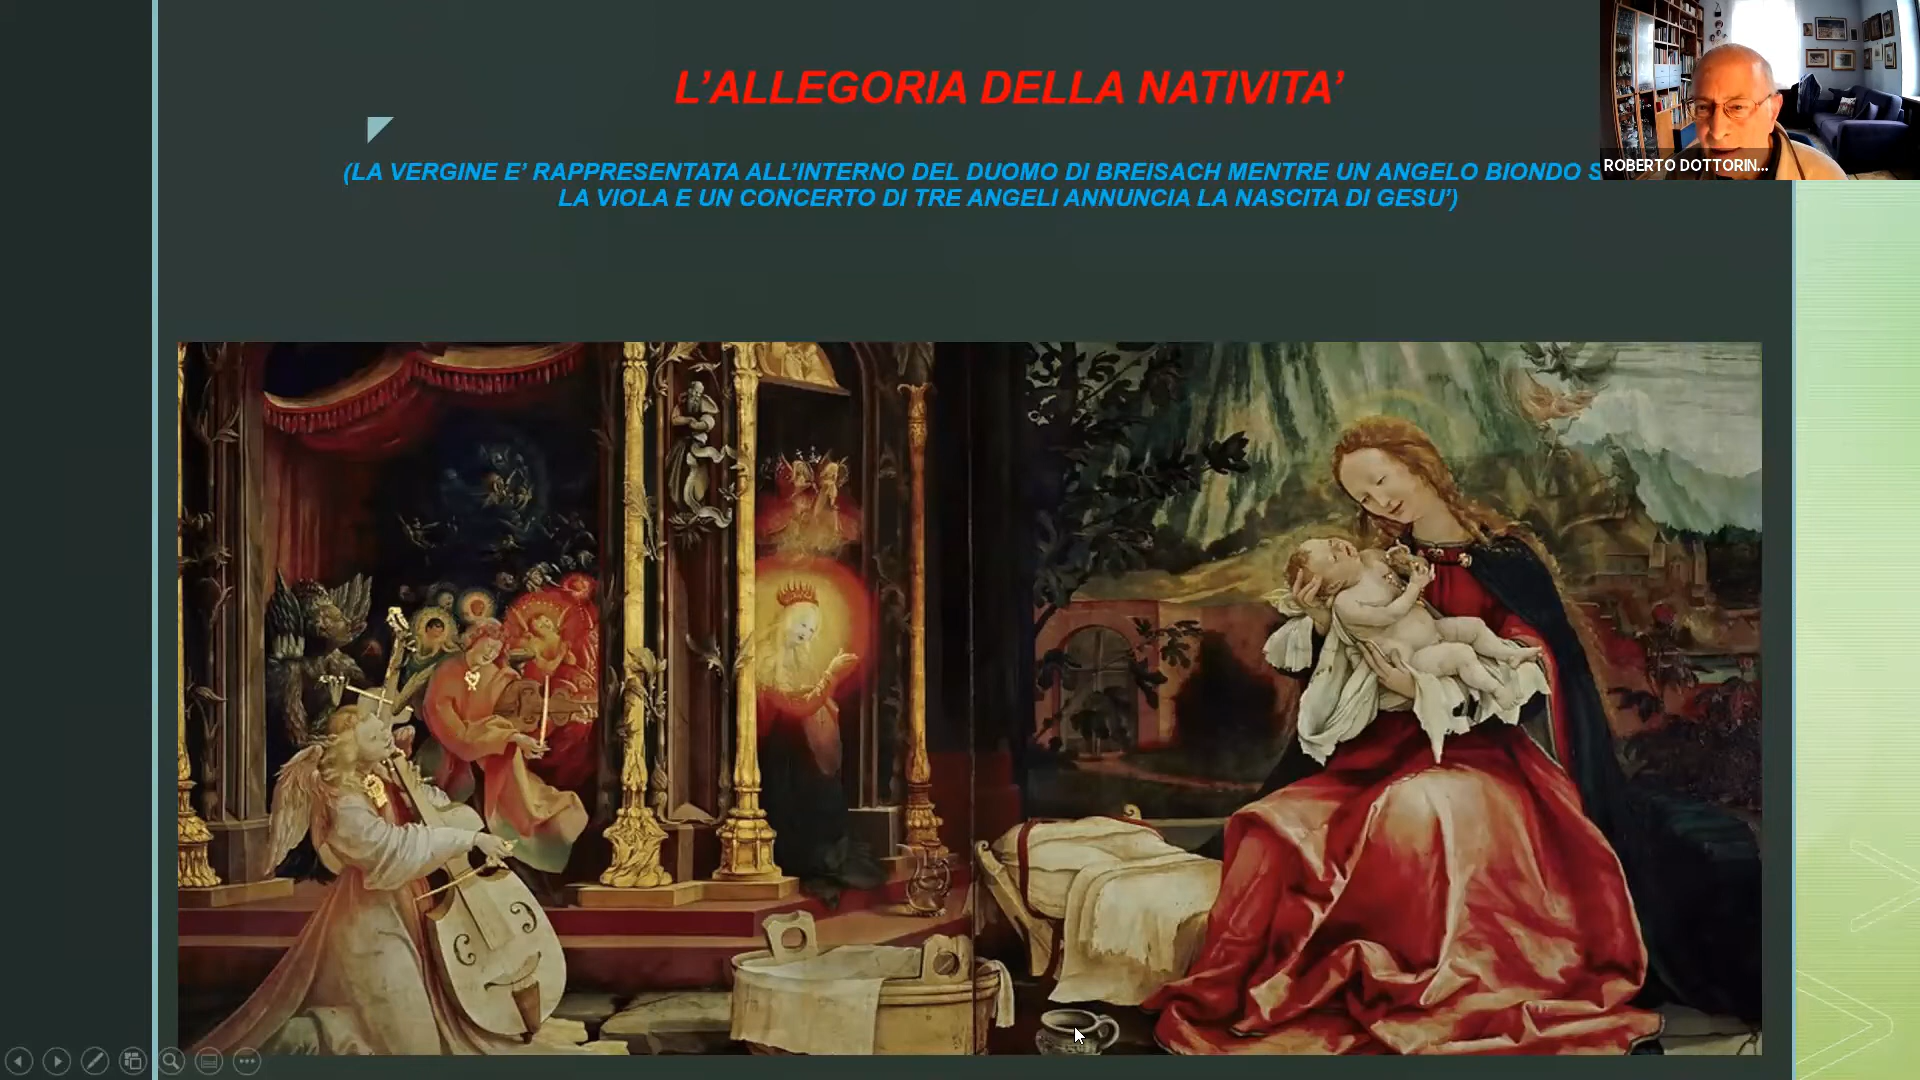 L’ALLEGORIA DELLA NATIVITA’
(LA VERGINE E’ RAPPRESENTATA ALL’INTERNO DEL DUOMO DI BREISACH MENTRE UN ANGELO BIONDO S
LA VIOLA E UN CONCERTO DI TRE ANGELI ANNUNCIA LA NASCITA DI GESU’)
ROBERTO DOTTORIN...